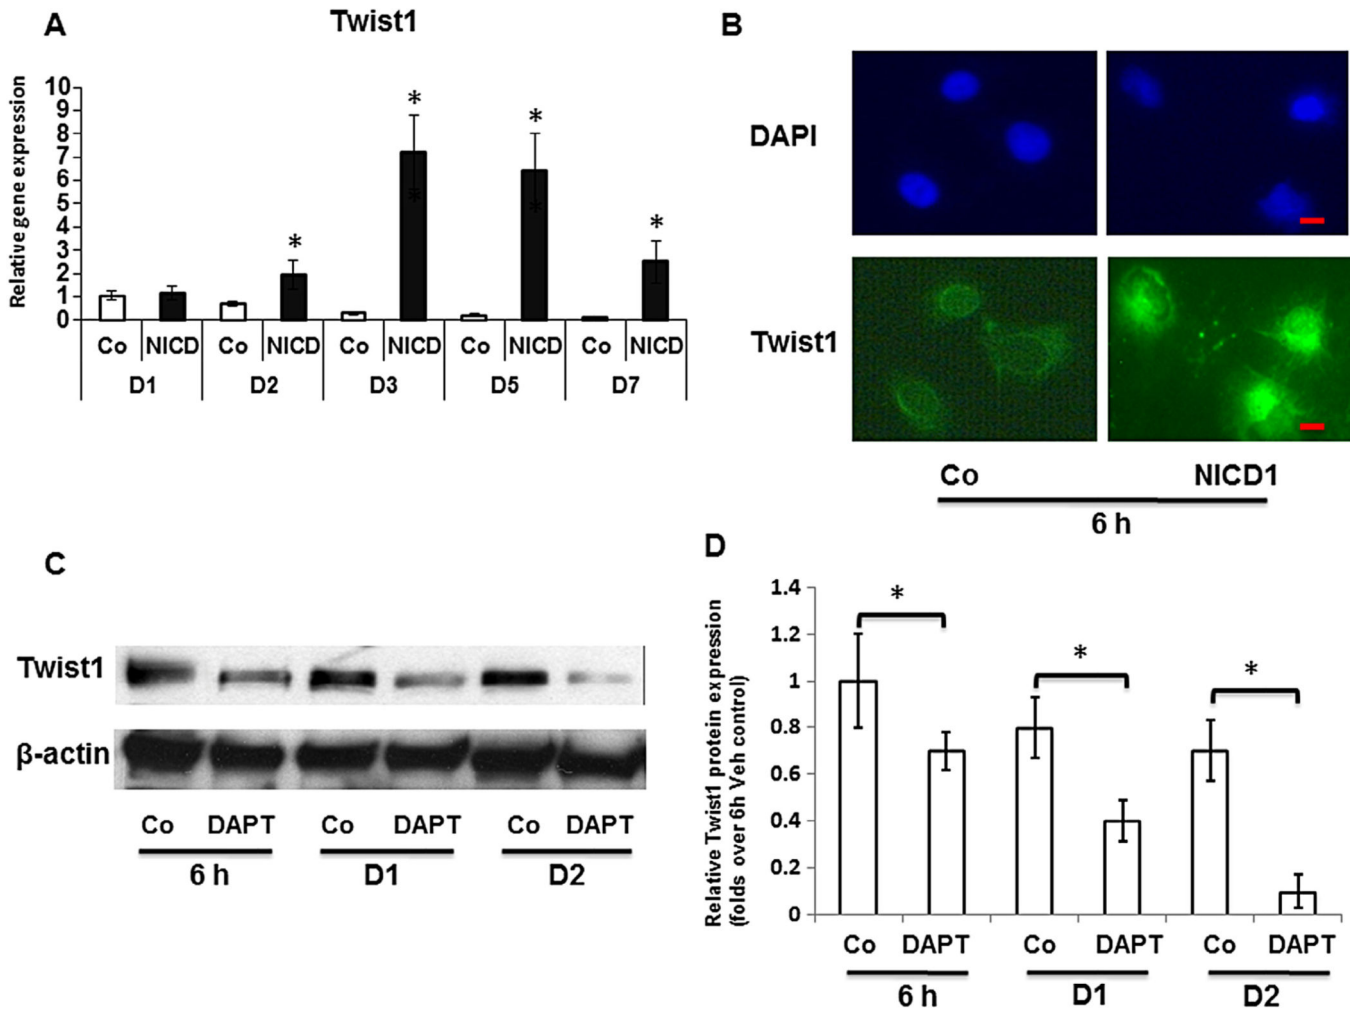 A
Twist1
Relative gene expression
10
9
8
7
6
5
4
3
2
1
0
* * * * * *
Co NICD Co NICD Co NICD Co NICD Co NICD
D1 D2 D3 D5 D7
B
DAPI
Twist1
Co NICD1
6 h
C
Twist1
β-actin
Co DAPT Co DAPT Co DAPT
6 h D1 D2
D
Relative Twist1 protein expression
(folds over 6h Veh control)
1.4
1.2
1
0.8
0.6
0.4
0.2
0
* * *
Co DAPT Co DAPT Co DAPT
6 h D1 D2